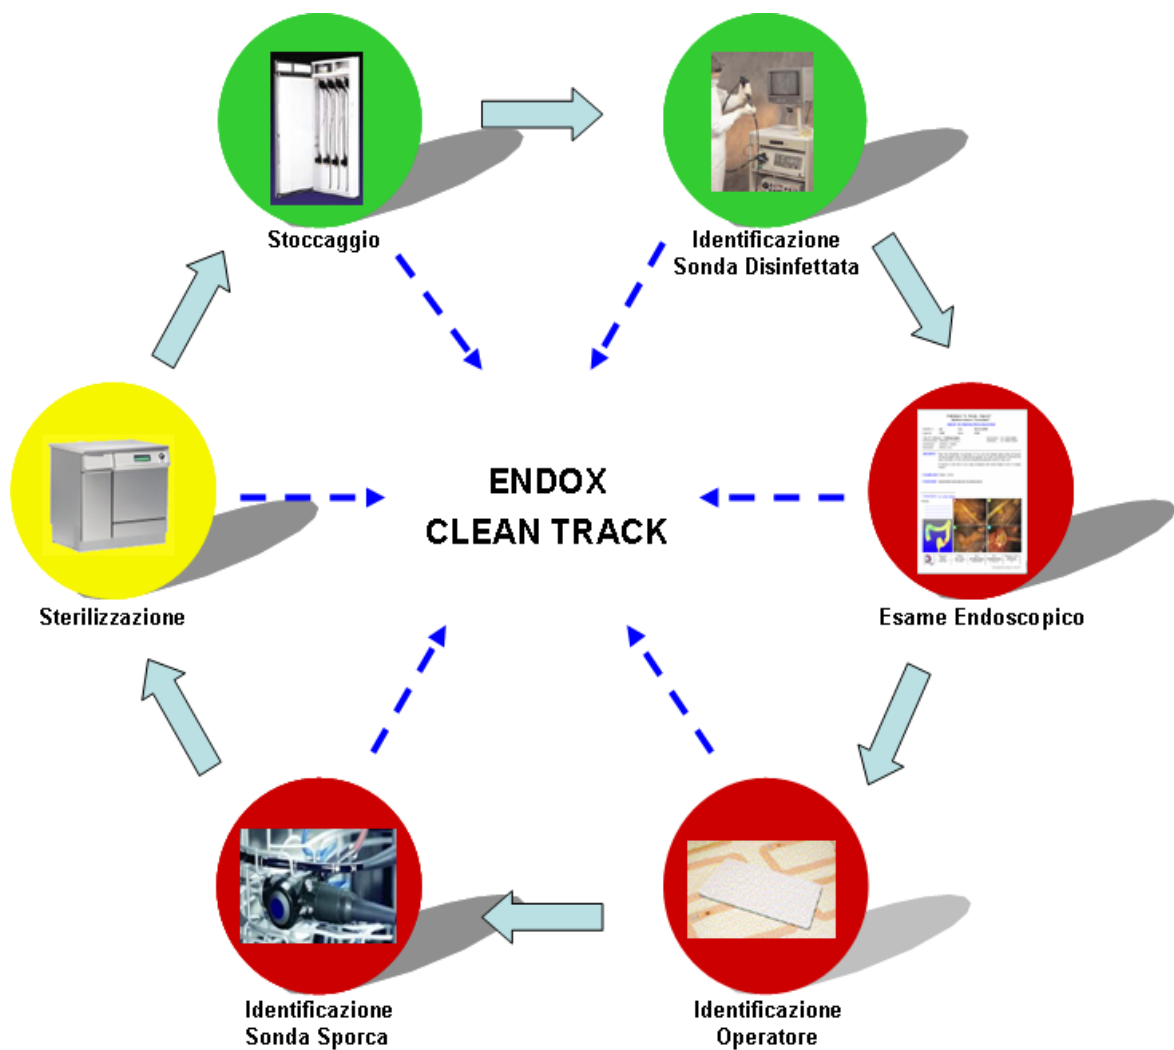 Stoccaggio
Identificazione
Sonda Disinfettata
ENDOX
CLEAN TRACK
Sterilizzazione
Esame Endoscopico
Identificazione
Sonda Sporca
Identificazione
Operatore